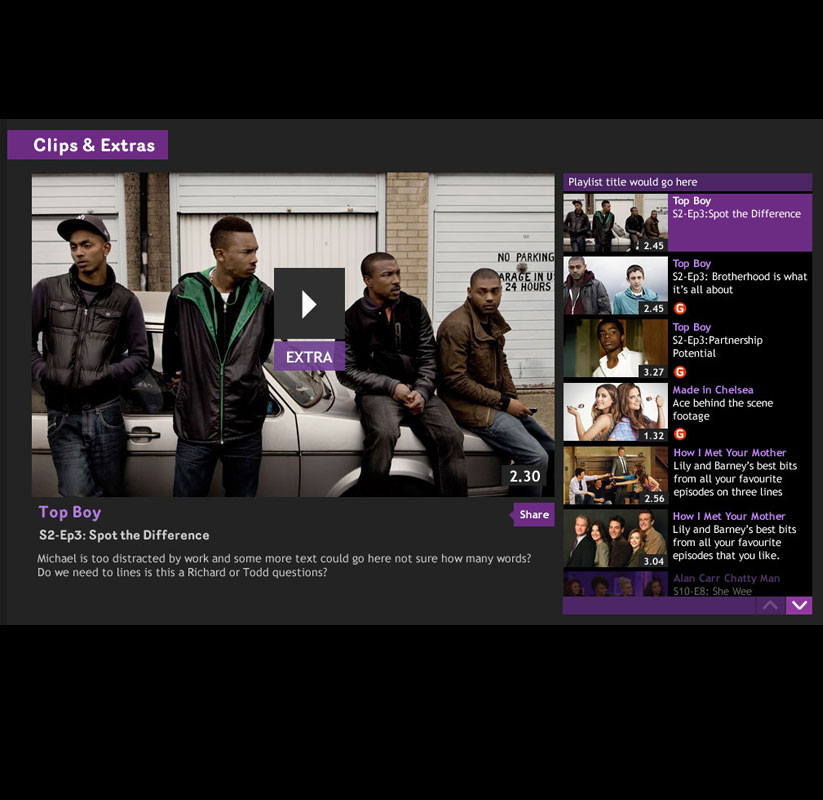 Clips & Extras
NO PARKING
GARAGE IN US
24 HOURS
EXTRA
2.30
Top Boy
Share
S2-Ep3: Spot the Difference
Michael is too distracted by work and some more text could go here not sure how many words?
Do we need to lines is this a Richard or Todd questions?
Playlist title would go here
Top Boy
S2-Ep3:Spot the Difference
2.45
Top Boy
S2-Ep3: Brotherhood is what
it's all about
2.45
G
Top Boy
S2-Ep3:Partnership
Potential
3.27
G
Made in Chelsea
Ace behind the scene
footage
1.32
G
How I Met Your Mother
Lily and Barney's best bits
from all your favourite
episodes on three lines
2.56
How I Met Your Mother
Lily and Barney's best bits
from all your favourite
episodes that you like.
3.04
Alan Carr Chatty Man
S10-E8: She Wee